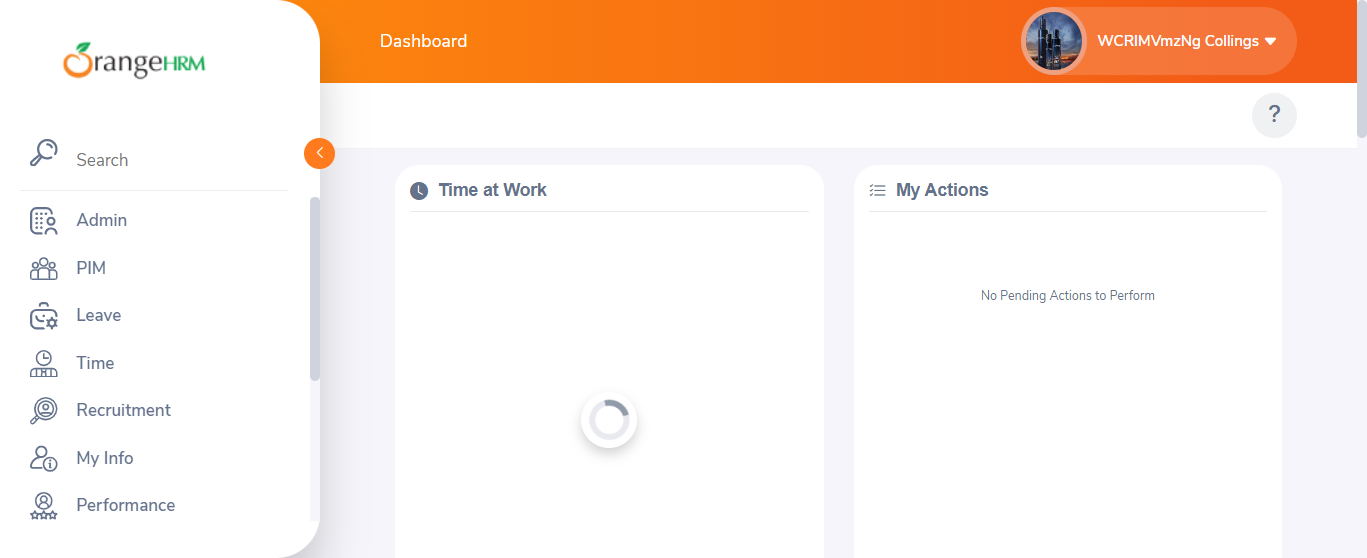 OrangeHRM
Dashboard
WCRIMVmzNg Collings
?
Search
Admin
PIM
Leave
Time
Recruitment
My Info
Performance
Time at Work
My Actions
No Pending Actions to Perform